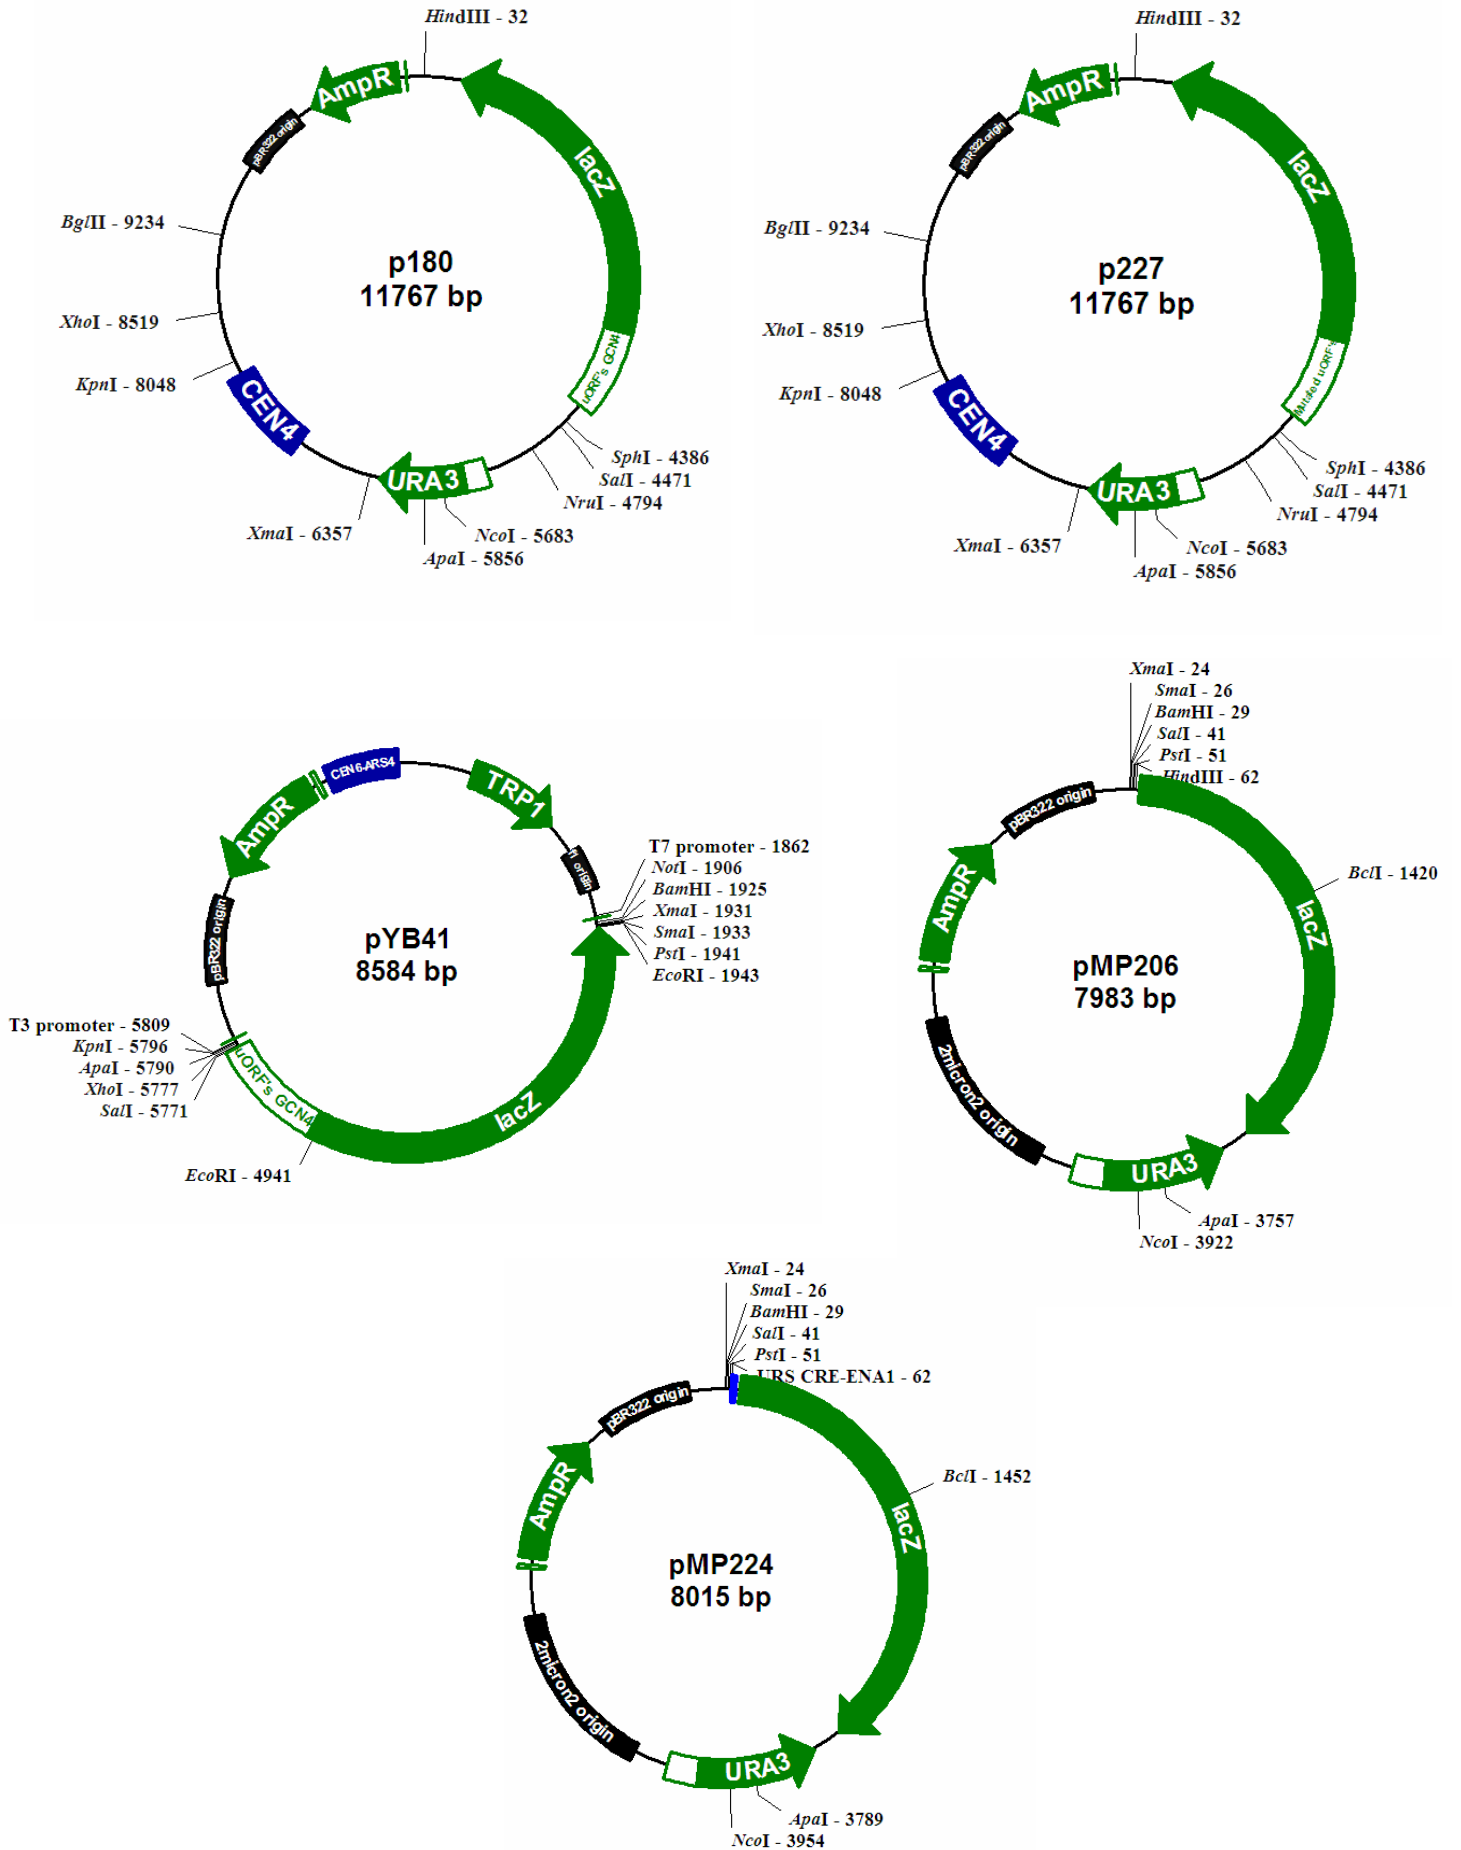 HindIII - 32
AmpR
pBR322 origin
lacZ
BglII - 9234
p180
11767 bp
XhoI - 8519
uORF's GCN4
KpnI - 8048
CEN4
SphI - 4386
SalI - 4471
URA3
NruI - 4794
XmaI - 6357
NcoI - 5683
ApaI - 5856
HindIII - 32
AmpR
pBR322 origin
lacZ
BglII - 9234
p227
11767 bp
XhoI - 8519
Mutated uORF's
KpnI - 8048
CEN4
SphI - 4386
SalI - 4471
URA3
NruI - 4794
XmaI - 6357
NcoI - 5683
ApaI - 5856
CEN6-ARS4
TRP1
AmpR
f1 origin
T7 promoter - 1862
NotI - 1906
BamHI - 1925
XmaI - 1931
SmaI - 1933
PstI - 1941
EcoRI - 1943
pBR322 origin
pYB41
8584 bp
T3 promoter - 5809
KpnI - 5796
ApaI - 5790
XhoI - 5777
SalI - 5771
uORF's GCN4
lacZ
EcoRI - 4941
XmaI - 24
SmaI - 26
BamHI - 29
SalI - 41
PstI - 51
HindIII - 62
pBR322 origin
AmpR
BclI - 1420
lacZ
pMP206
7983 bp
2micron2 origin
URA3
ApaI - 3757
NcoI - 3922
XmaI - 24
SmaI - 26
BamHI - 29
SalI - 41
PstI - 51
URS CRE-ENA1 - 62
pBR322 origin
AmpR
BclI - 1452
lacZ
pMP224
8015 bp
2micron2 origin
URA3
ApaI - 3789
NcoI - 3954